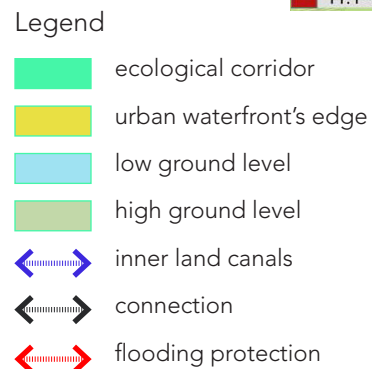 Legend
ecological corridor
urban waterfront's edge
low ground level
high ground level
inner land canals
connection
flooding protection